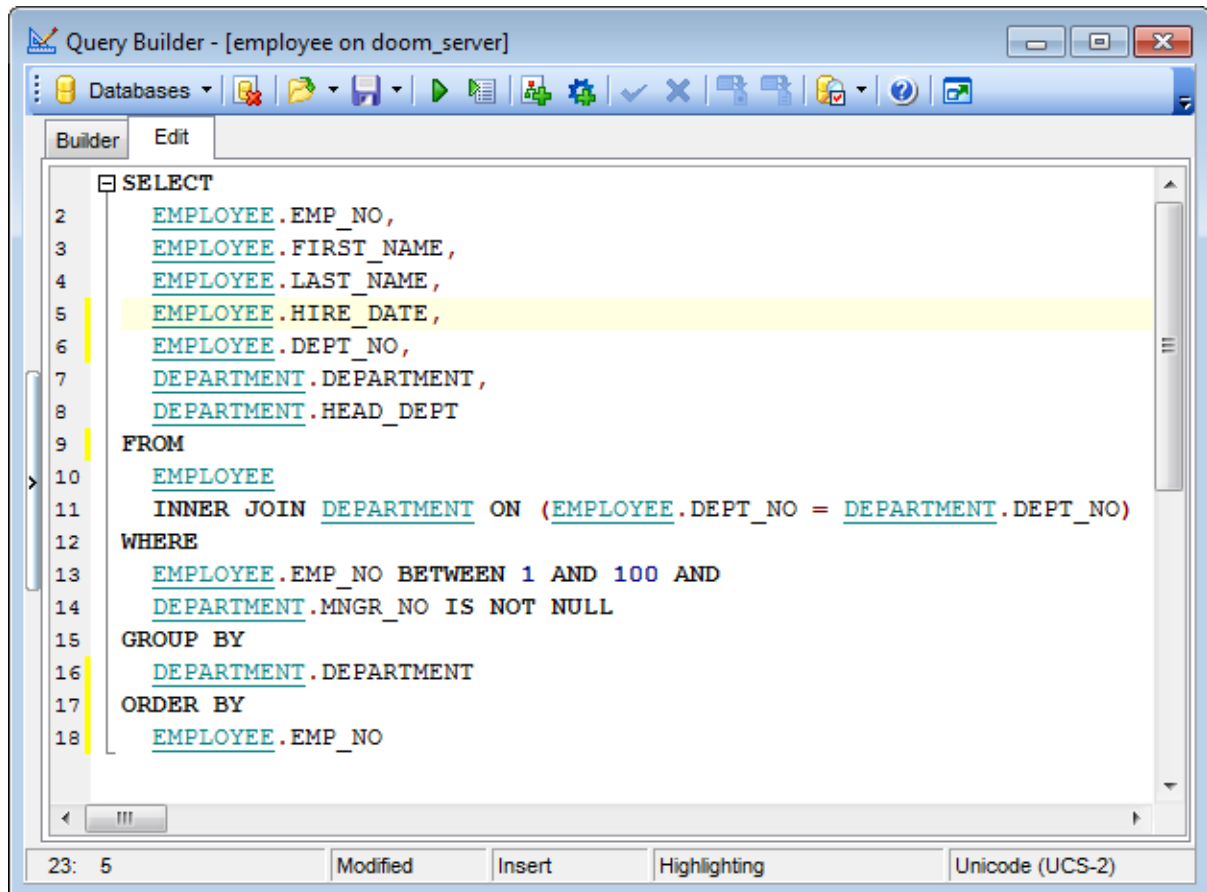 Query Builder - [employee on doom_server]
Databases
Builder Edit
SELECT
2 EMPLOYEE.EMP_NO,
3 EMPLOYEE.FIRST_NAME,
4 EMPLOYEE.LAST_NAME,
5 EMPLOYEE.HIRE_DATE,
6 EMPLOYEE.DEPT_NO,
7 DEPARTMENT.DEPARTMENT,
8 DEPARTMENT.HEAD_DEPT
9 FROM
10 EMPLOYEE
11 INNER JOIN DEPARTMENT ON (EMPLOYEE.DEPT_NO = DEPARTMENT.DEPT_NO)
12 WHERE
13 EMPLOYEE.EMP_NO BETWEEN 1 AND 100 AND
14 DEPARTMENT.MNGR_NO IS NOT NULL
15 GROUP BY
16 DEPARTMENT.DEPARTMENT
17 ORDER BY
18 EMPLOYEE.EMP_NO
23: 5 Modified Insert Highlighting Unicode (UCS-2)